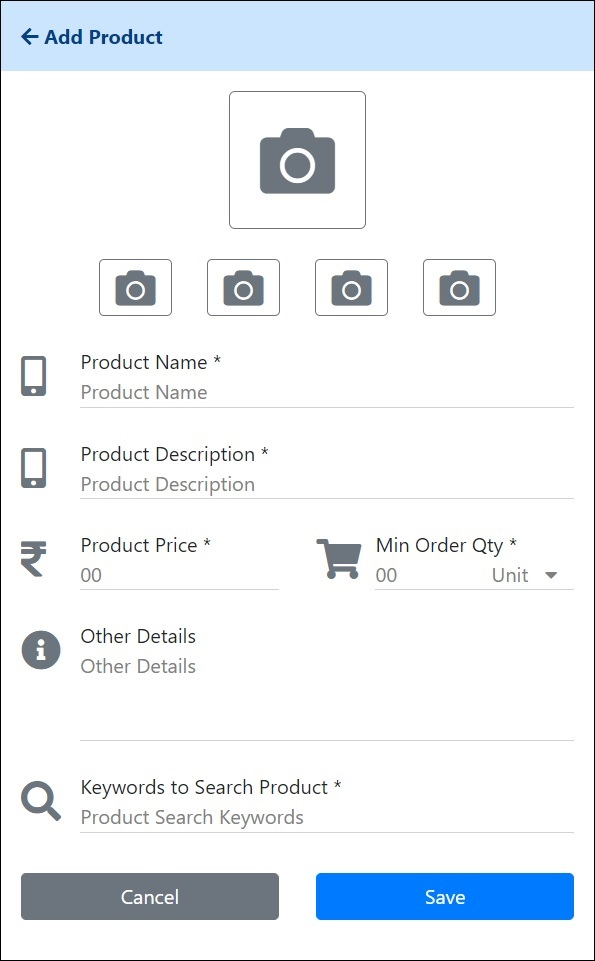 Add Product
Product Name *
Product Name
Product Description *
Product Description
Product Price * Min Order Qty *
00 00 Unit
Other Details
Other Details
Keywords to Search Product *
Product Search Keywords
Cancel Save